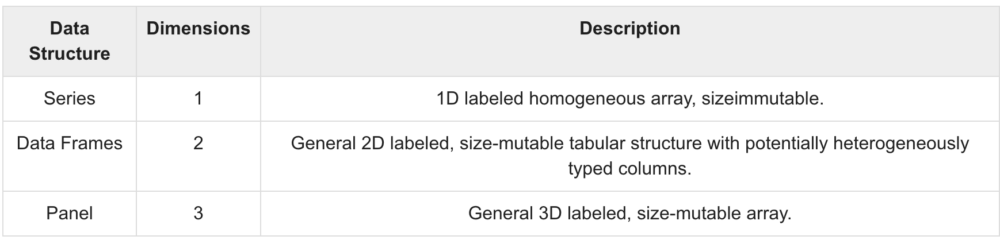 Data Structure Dimensions Description
Series 1 1D labeled homogeneous array, sizeimmutable.
Data Frames 2 General 2D labeled, size-mutable tabular structure with potentially heterogeneously
typed columns.
Panel 3 General 3D labeled, size-mutable array.